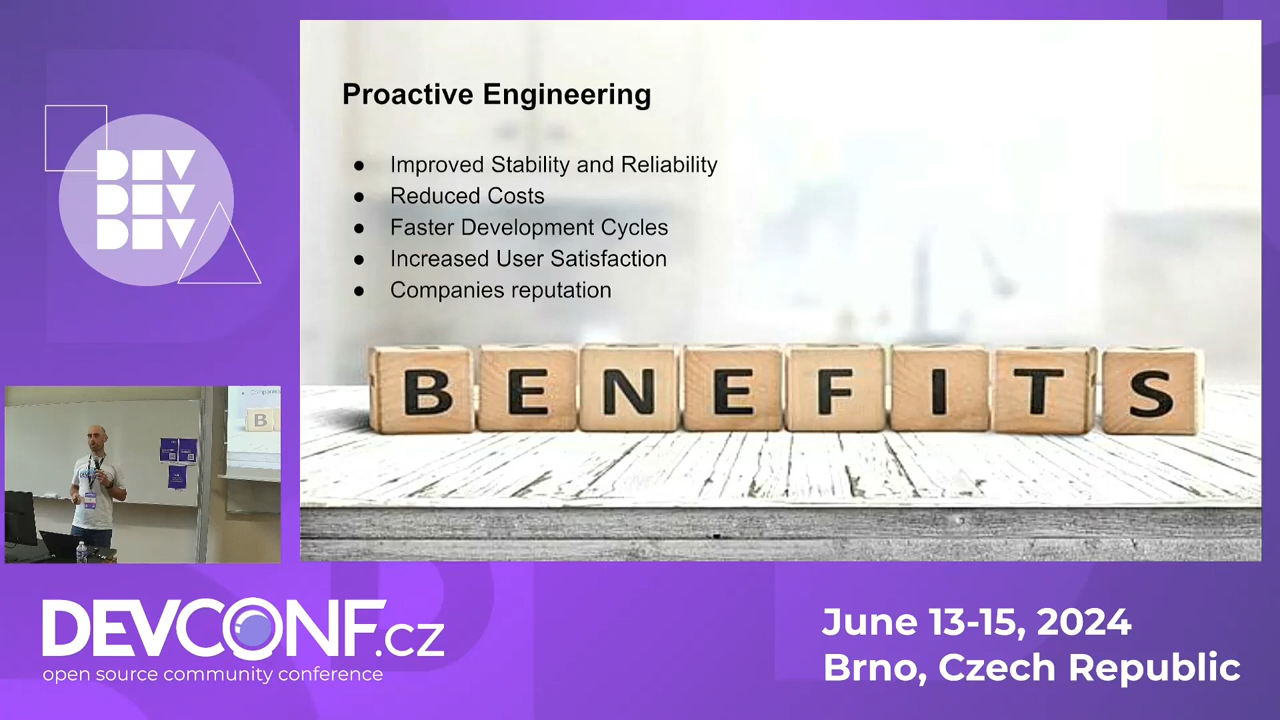 DEV
DEV
DEV
Proactive Engineering
● Improved Stability and Reliability
● Reduced Costs
● Faster Development Cycles
● Increased User Satisfaction
● Companies reputation
BENEFITS
B
DEVCONF.cz
open source community conference
June 13-15, 2024
Brno, Czech Republic